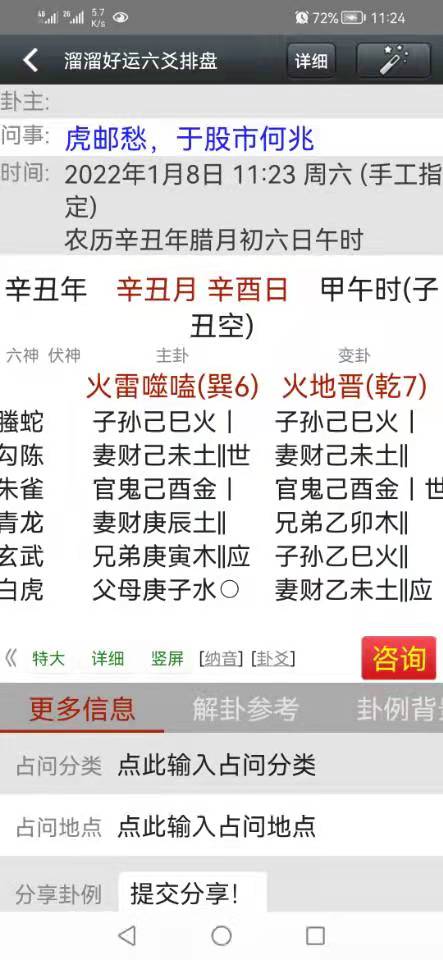 48 26 5.7 K/s 72% 11:24
溜溜好运六爻排盘 详细
卦主:
问事: 虎邮愁，于股市何兆
时间: 2022年1月8日 11:23 周六 (手工指
定)
农历辛丑年腊月初六日午时
辛丑年 辛丑月 辛酉日 甲午时(子
丑空)
六神 伏神 主卦 变卦
火雷噬嗑(巽6) 火地晋(乾7)
螣蛇 子孙己巳火〡 子孙己巳火〡
勾陈 妻财己未土‖世 妻财己未土‖
朱雀 官鬼己酉金〡 官鬼己酉金〡世
青龙 妻财庚辰土‖ 兄弟乙卯木‖
玄武 兄弟庚寅木‖应 子孙乙巳火‖
白虎 父母庚子水○ 妻财乙未土‖应
《 特大 详细 竖屏 [纳音] [卦爻] 咨询
更多信息 解卦参考 卦例背景
占问分类 点此输入占问分类
占问地点 点此输入占问地点
分享卦例 提交分享！